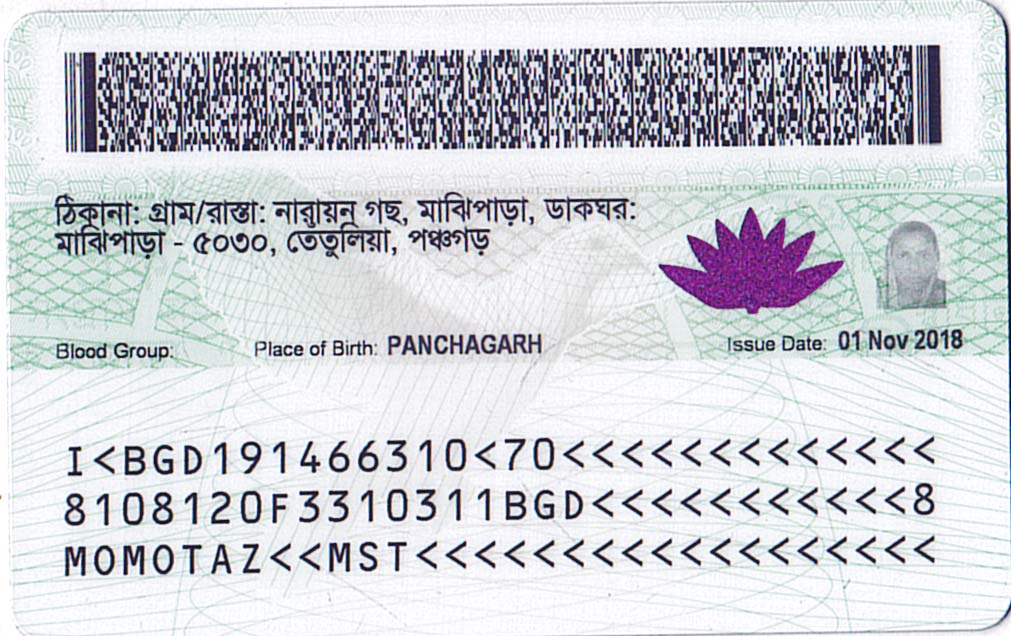 ঠিকানা: গ্রাম/রাস্তা: নারায়ন গছ, মাঝিপাড়া, ডাকঘর:
মাঝিপাড়া - ৫০৩০, তেতুলিয়া, পঞ্চগড়
Blood Group: Place of Birth: PANCHAGARH Issue Date: 01 Nov 2018
I<BGD191466310<70<<<<<<<<<<<<<
8108120F3310311BGD<<<<<<<<<<<8
MOMOTAZ<<MST<<<<<<<<<<<<<<<<<<